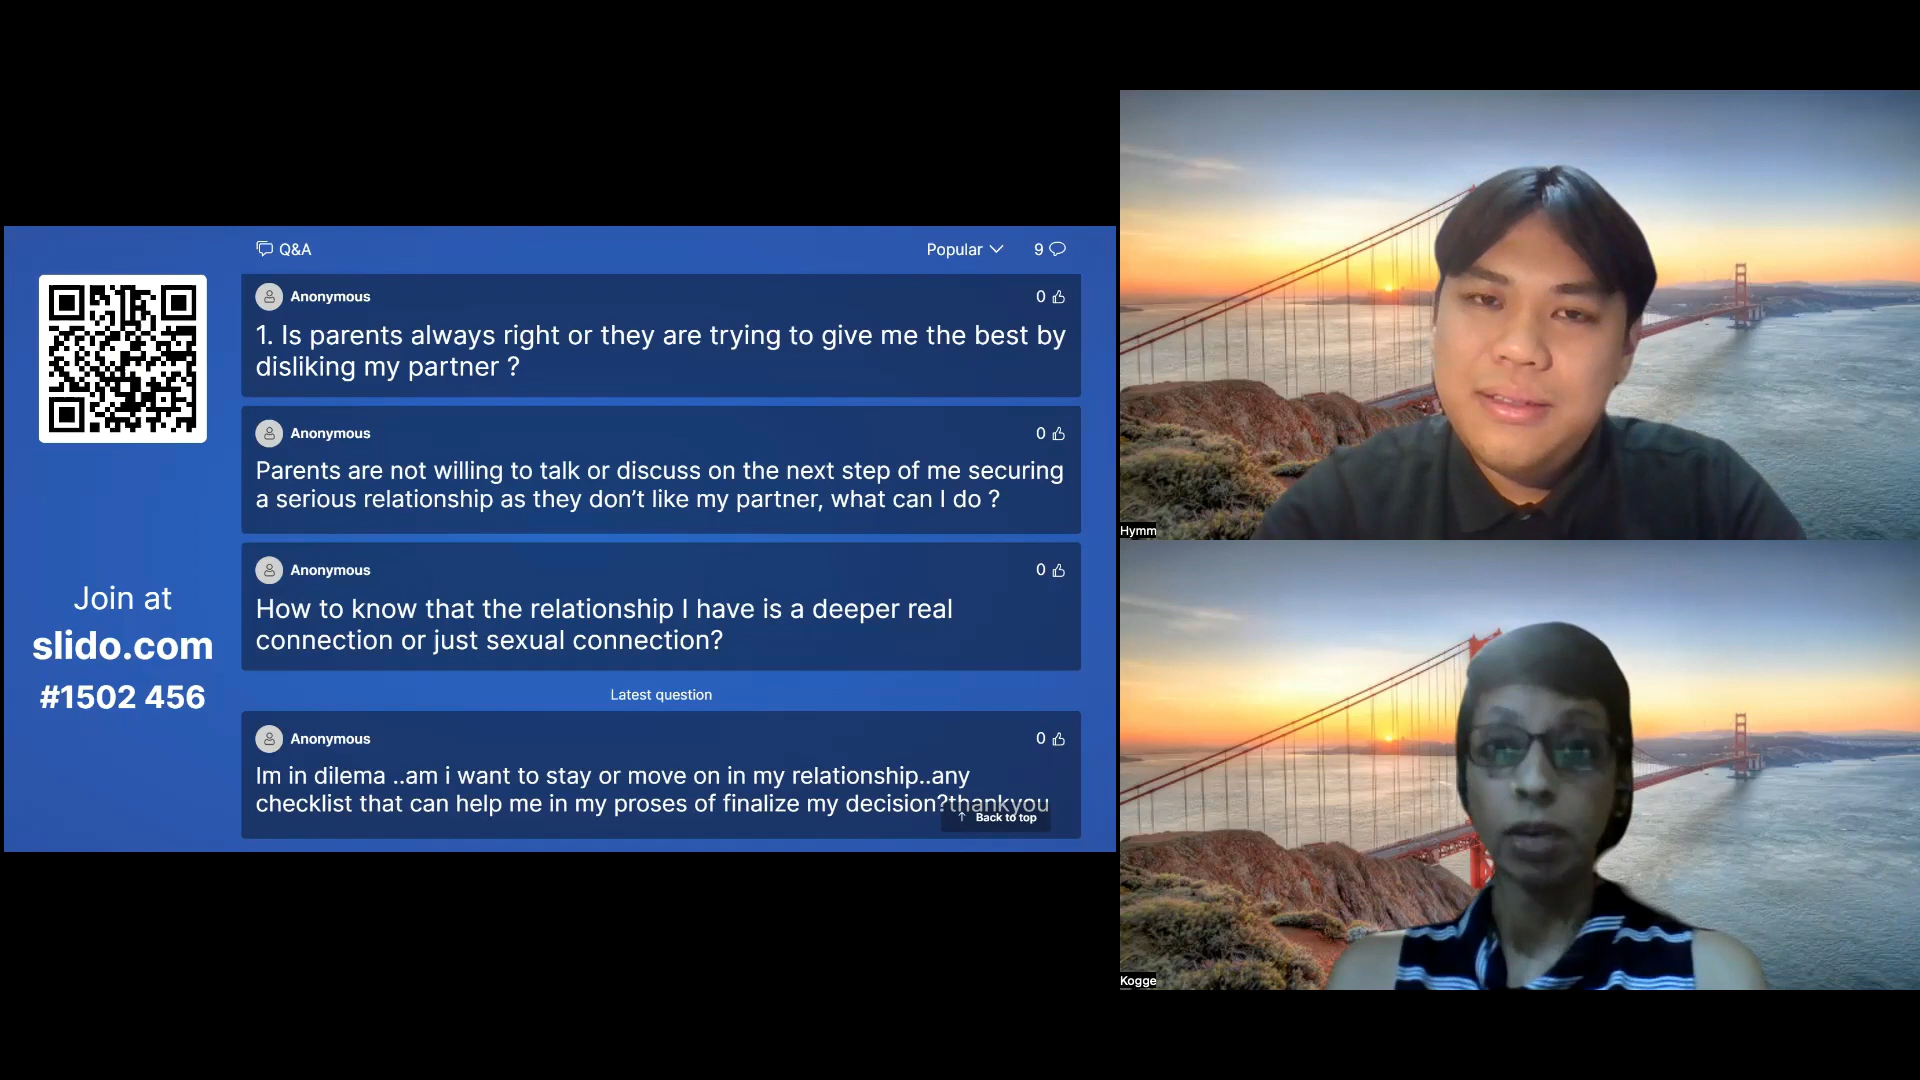 Q&A
Popular
9
Anonymous
0
1. Is parents always right or they are trying to give me the best by
disliking my partner ?
Anonymous
0
Parents are not willing to talk or discuss on the next step of me securing
a serious relationship as they don’t like my partner, what can I do ?
Anonymous
0
How to know that the relationship I have is a deeper real
connection or just sexual connection?
Latest question
Anonymous
0
Im in dilema ..am i want to stay or move on in my relationship..any
checklist that can help me in my proses of finalize my decision?thankyou
Back to top
Join at
slido.com
#1502 456
Hymm
Kogge